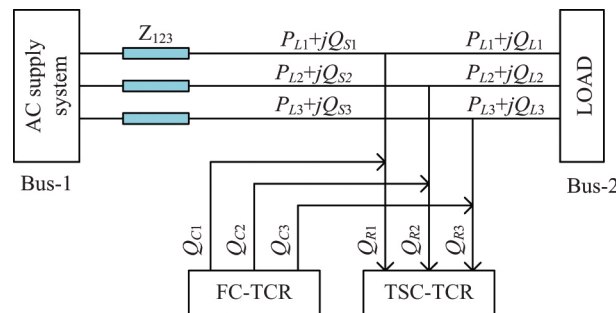 Z123
PL1+jQS1
PL1+jQL1
PL2+jQS2
PL2+jQL2
PL3+jQS3
PL3+jQL3
AC supply
system
LOAD
Bus-1
Bus-2
QC1
QC2
QC3
QR1
QR2
QR3
FC-TCR
TSC-TCR